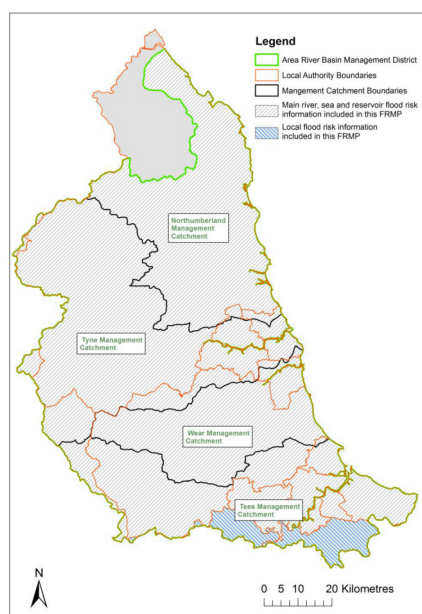 Legend
Area River Basin Management District
Local Authority Boundaries
Mangement Catchment Boundaries
Main river, sea and reservoir flood risk
information included in this FRMP
Local flood risk information
included in this FRMP
Northumberland
Management
Catchment
Tyne Management
Catchment
Wear Management
Catchment
Tees Management
Catchment
N
0 5 10 20 Kilometres